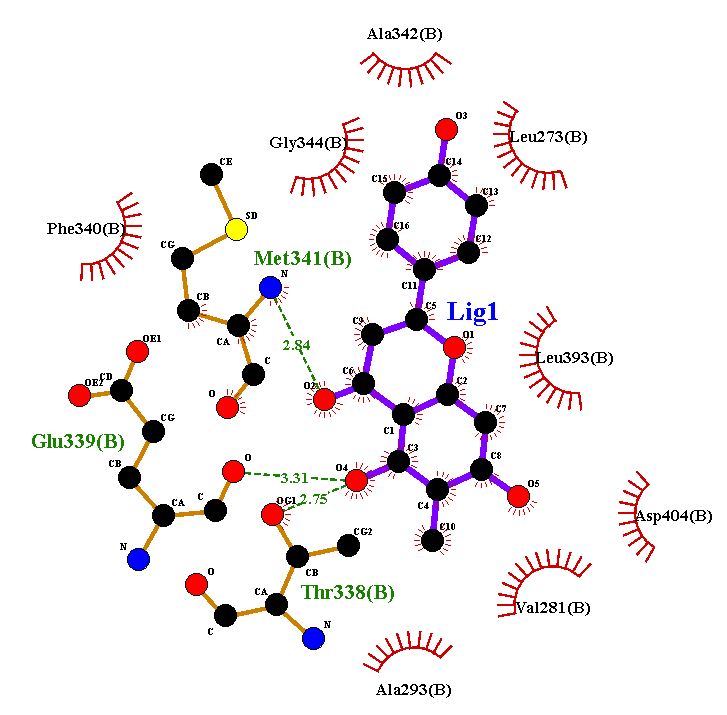 Ala342(B)
O3
Leu273(B)
Gly344(B)
C14
CE
C15
C13
Phe340(B)
SD
C16
C12
CG
Met341(B)
N
C11
CB
C5
Lig1
CA
C9
O1
OE1
2.84
Leu393(B)
C
C6
C2
CD
OE2
O
O2
C7
CG
C1
Glu339(B)
C3
C8
CB
O
3.31
O4
O5
2.75
C4
CA
C
OG1
Asp404(B)
CG2
C10
N
CB
O
CA
Thr338(B)
Val281(B)
C
N
Ala293(B)